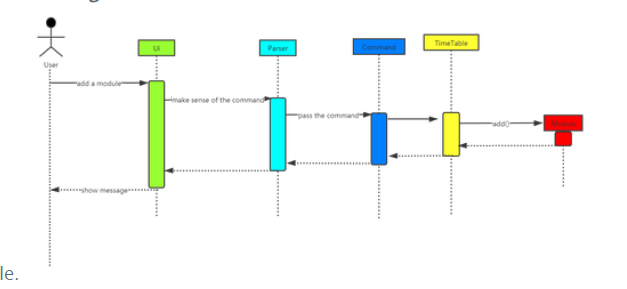 User
UI
Parser
Command
TimeTable
add a module
make sense of the command
pass the command
add()
Module
show message
le.